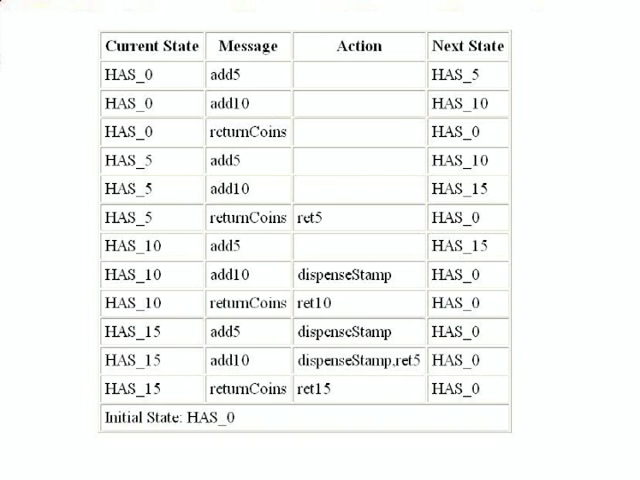 Current State Message Action Next State
HAS_0 add5 HAS_5
HAS_0 add10 HAS_10
HAS_0 returnCoins HAS_0
HAS_5 add5 HAS_10
HAS_5 add10 HAS_15
HAS_5 returnCoins ret5 HAS_0
HAS_10 add5 HAS_15
HAS_10 add10 dispenseStamp HAS_0
HAS_10 returnCoins ret10 HAS_0
HAS_15 add5 dispenseStamp HAS_0
HAS_15 add10 dispenseStamp,ret5 HAS_0
HAS_15 returnCoins ret15 HAS_0
Initial State: HAS_0